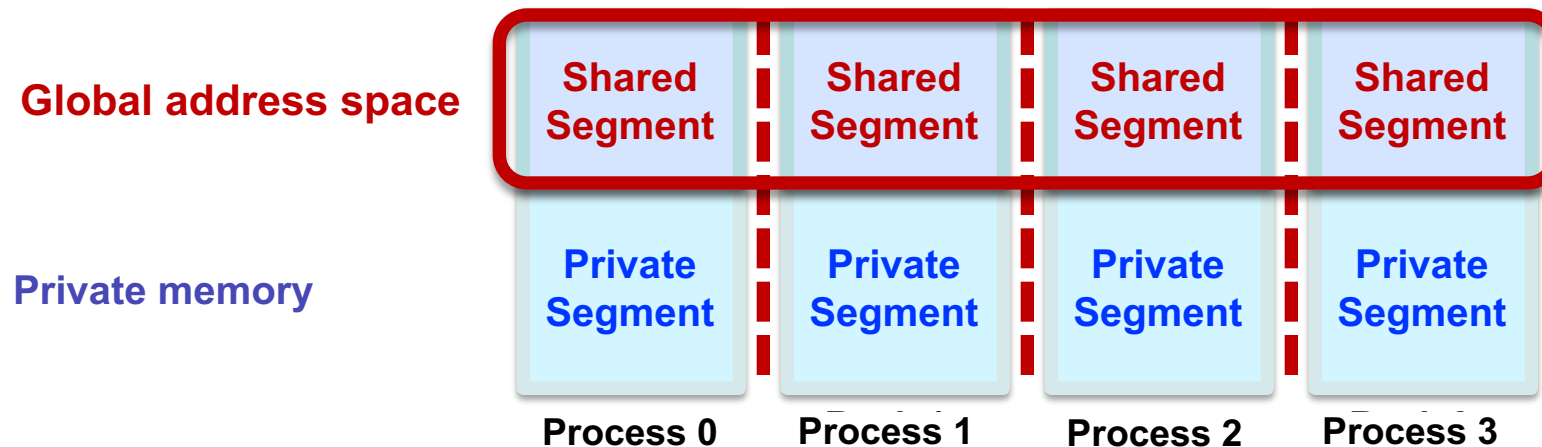 Global address space
Shared Segment
Shared Segment
Shared Segment
Shared Segment
Private memory
Private Segment
Private Segment
Private Segment
Private Segment
Process 0
Process 1
Process 2
Process 3